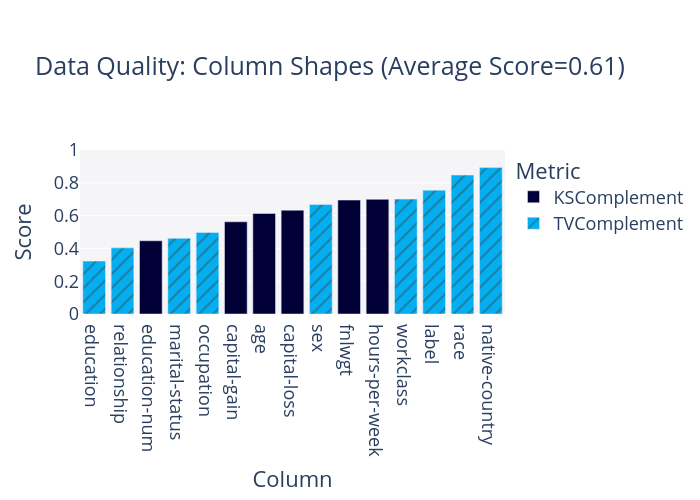 Data Quality: Column Shapes (Average Score=0.61)
Score
1
0.8
0.6
0.4
0.2
0
education
relationship
education-num
marital-status
occupation
capital-gain
age
capital-loss
sex
fnlwgt
hours-per-week
workclass
label
race
native-country
Column
Metric
KSComplement
TVComplement